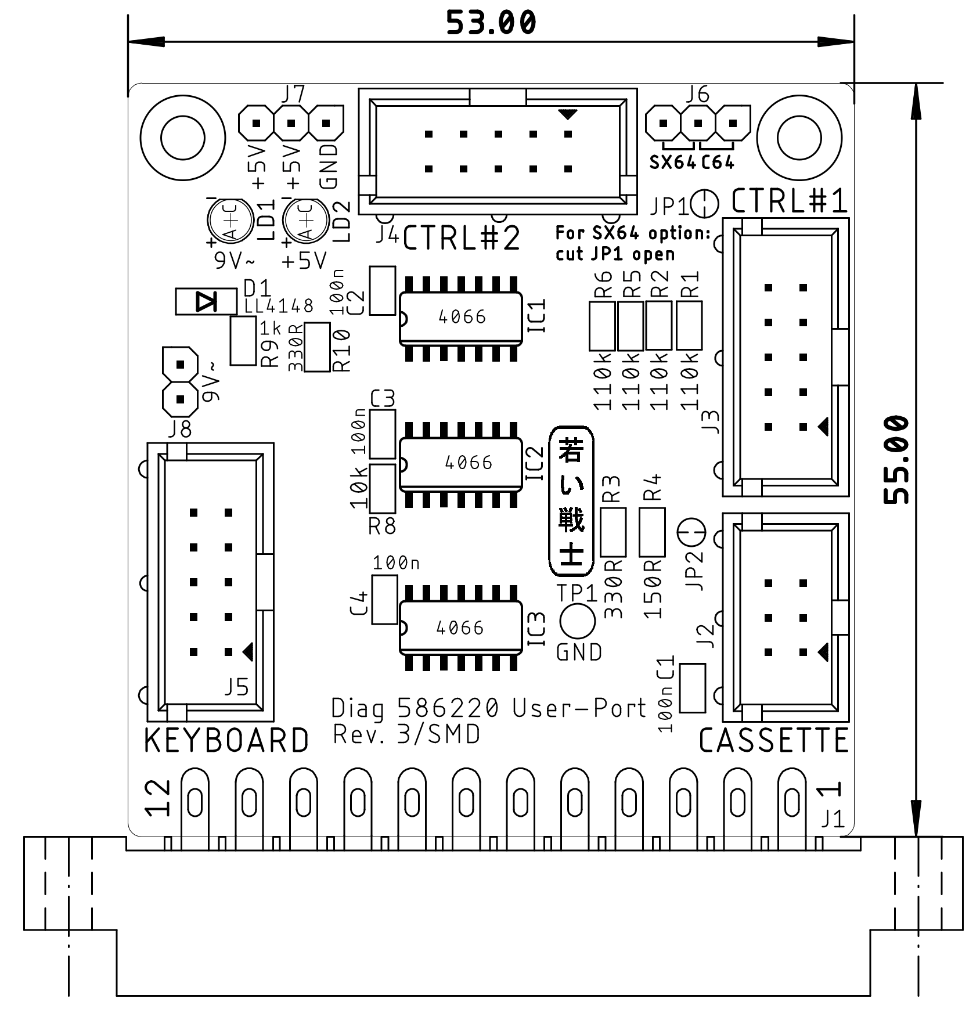 53.00
J7
J6
+5V
+5V
GND
SX64 C64
JP1
CTRL#1
A+C
LD1
A+C
LD2
9V~
+5V
J4
CTRL#2
For SX64 option:
cut JP1 open
D1
LL4148
100n
C2
4066
IC1
R6
R5
R2
R1
110k
110k
110k
110k
1k
R9
330R
R10
9V~
J8
J3
55.00
C3
100n
10k
R8
4066
IC2
若い戦士
R3
330R
R4
150R
JP2
100n
C4
4066
IC3
TP1
GND
J2
C1
100n
J5
Diag 586220 User-Port
Rev. 3/SMD
KEYBOARD
CASSETTE
12
1
J1